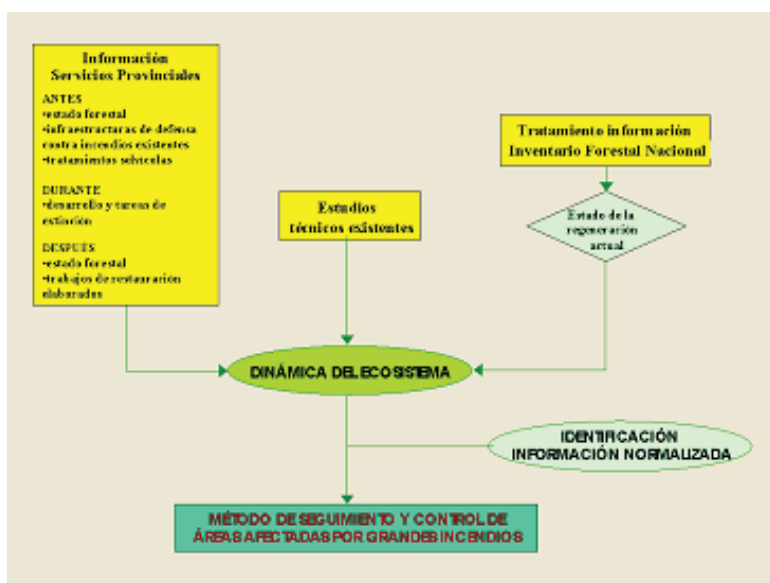 Información
Servicios Provinciales
ANTES
•estado forestal
•infraestructuras de defensa
contra incendios existentes
•tratamientos selvícolas
DURANTE
•desarrollo y tareas de
extinción
DESPUÉS
•estado forestal
•trabajos de restauración
elaborados
Estudios
técnicos existentes
Tratamiento información
Inventario Forestal Nacional
Estado de la
regeneración
actual
DINÁMICA DEL ECOSISTEMA
IDENTIFICACIÓN
INFORMACIÓN NORMALIZADA
MÉTODO DE SEGUIMIENTO Y CONTROL DE
ÁREAS AFECTADAS POR GRANDES INCENDIOS